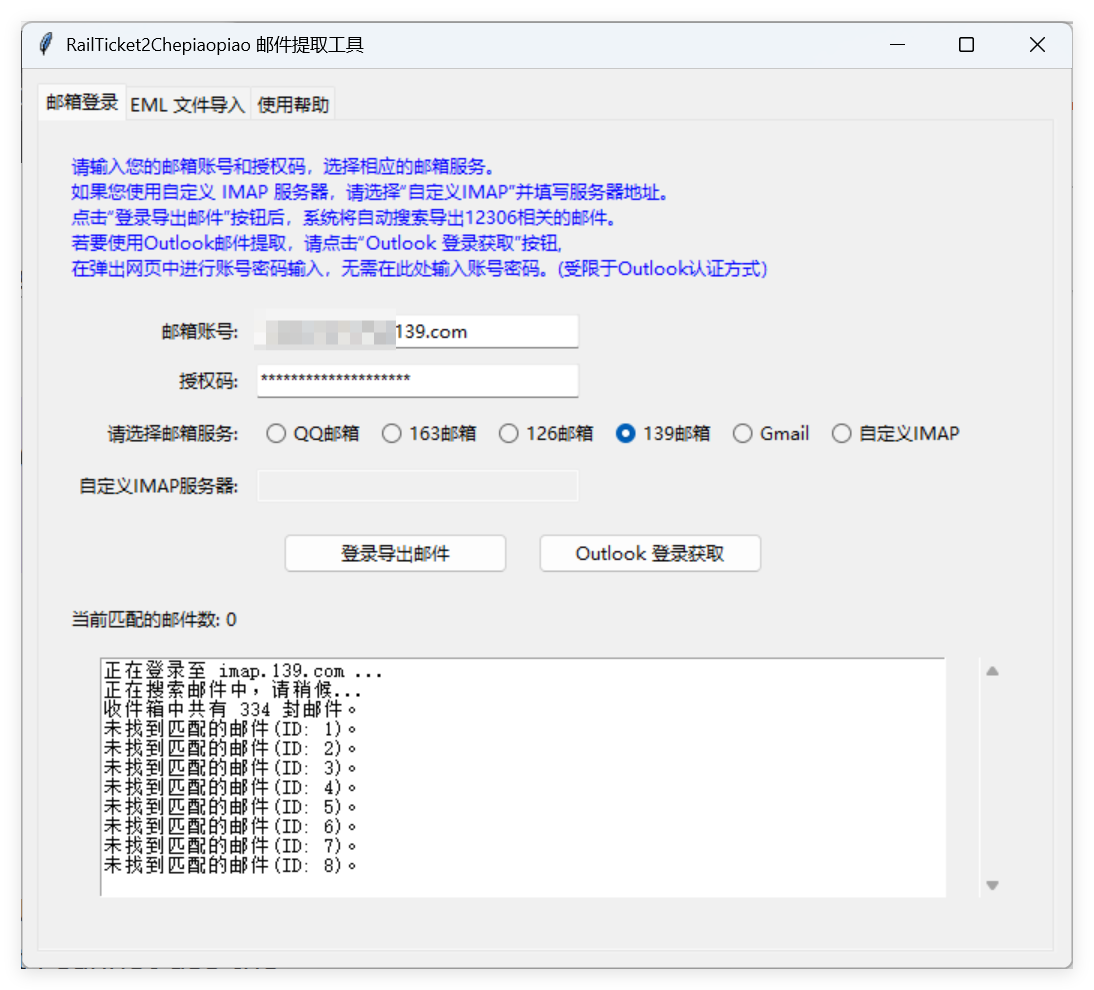 RailTicket2Chepiaopiao 邮件提取工具
邮箱登录 EML 文件导入 使用帮助
请输入您的邮箱账号和授权码，选择相应的邮箱服务。
如果您使用自定义 IMAP 服务器，请选择“自定义IMAP”并填写服务器地址。
点击“登录导出邮件”按钮后，系统将自动搜索导出12306相关的邮件。
若要使用Outlook邮件提取，请点击“Outlook 登录获取”按钮,
在弹出网页中进行账号密码输入，无需在此处输入账号密码。(受限于Outlook认证方式)
邮箱账号: 139.com
授权码: ********************
请选择邮箱服务: QQ邮箱 163邮箱 126邮箱 139邮箱 Gmail 自定义IMAP
自定义IMAP服务器:
登录导出邮件 Outlook 登录获取
当前匹配的邮件数: 0
正在登录至 imap.139.com ...
正在搜索邮件中，请稍候...
收件箱中共有 334 封邮件。
未找到匹配的邮件(ID: 1)。
未找到匹配的邮件(ID: 2)。
未找到匹配的邮件(ID: 3)。
未找到匹配的邮件(ID: 4)。
未找到匹配的邮件(ID: 5)。
未找到匹配的邮件(ID: 6)。
未找到匹配的邮件(ID: 7)。
未找到匹配的邮件(ID: 8)。